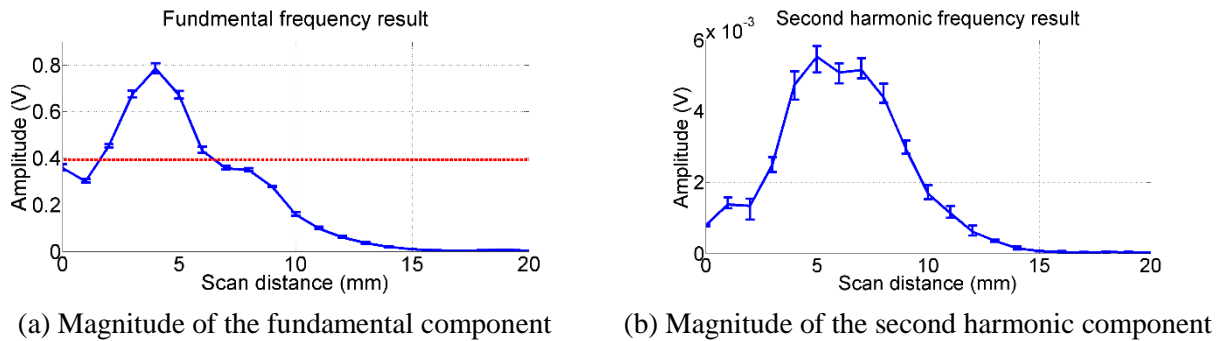 Fundmental frequency result
Amplitude (V)
0.8
0.6
0.4
0.2
0
0 5 10 15 20
Scan distance (mm)
(a) Magnitude of the fundamental component
Second harmonic frequency result
x 10⁻³
Amplitude (V)
6
4
2
0
0 5 10 15 20
Scan distance (mm)
(b) Magnitude of the second harmonic component